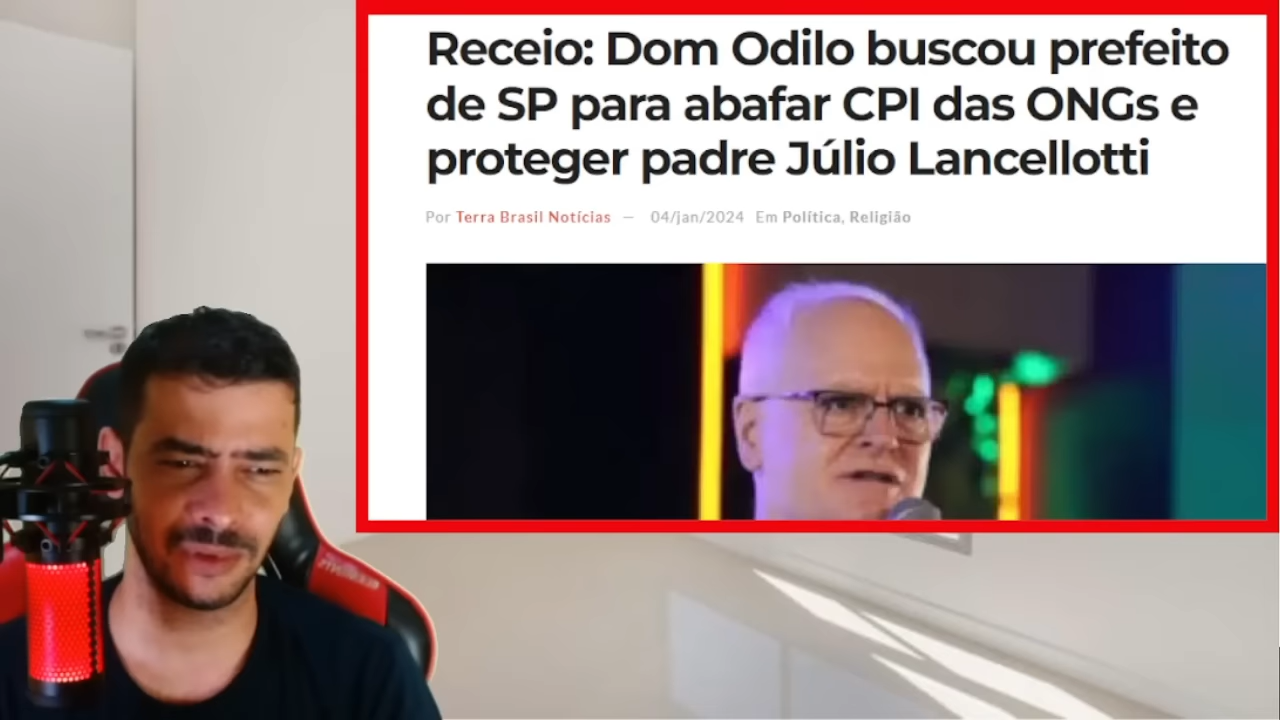 Receio: Dom Odilo buscou prefeito
de SP para abafar CPI das ONGs e
proteger padre Júlio Lancellotti
Por Terra Brasil Notícias — 04/jan/2024 Em Política, Religião